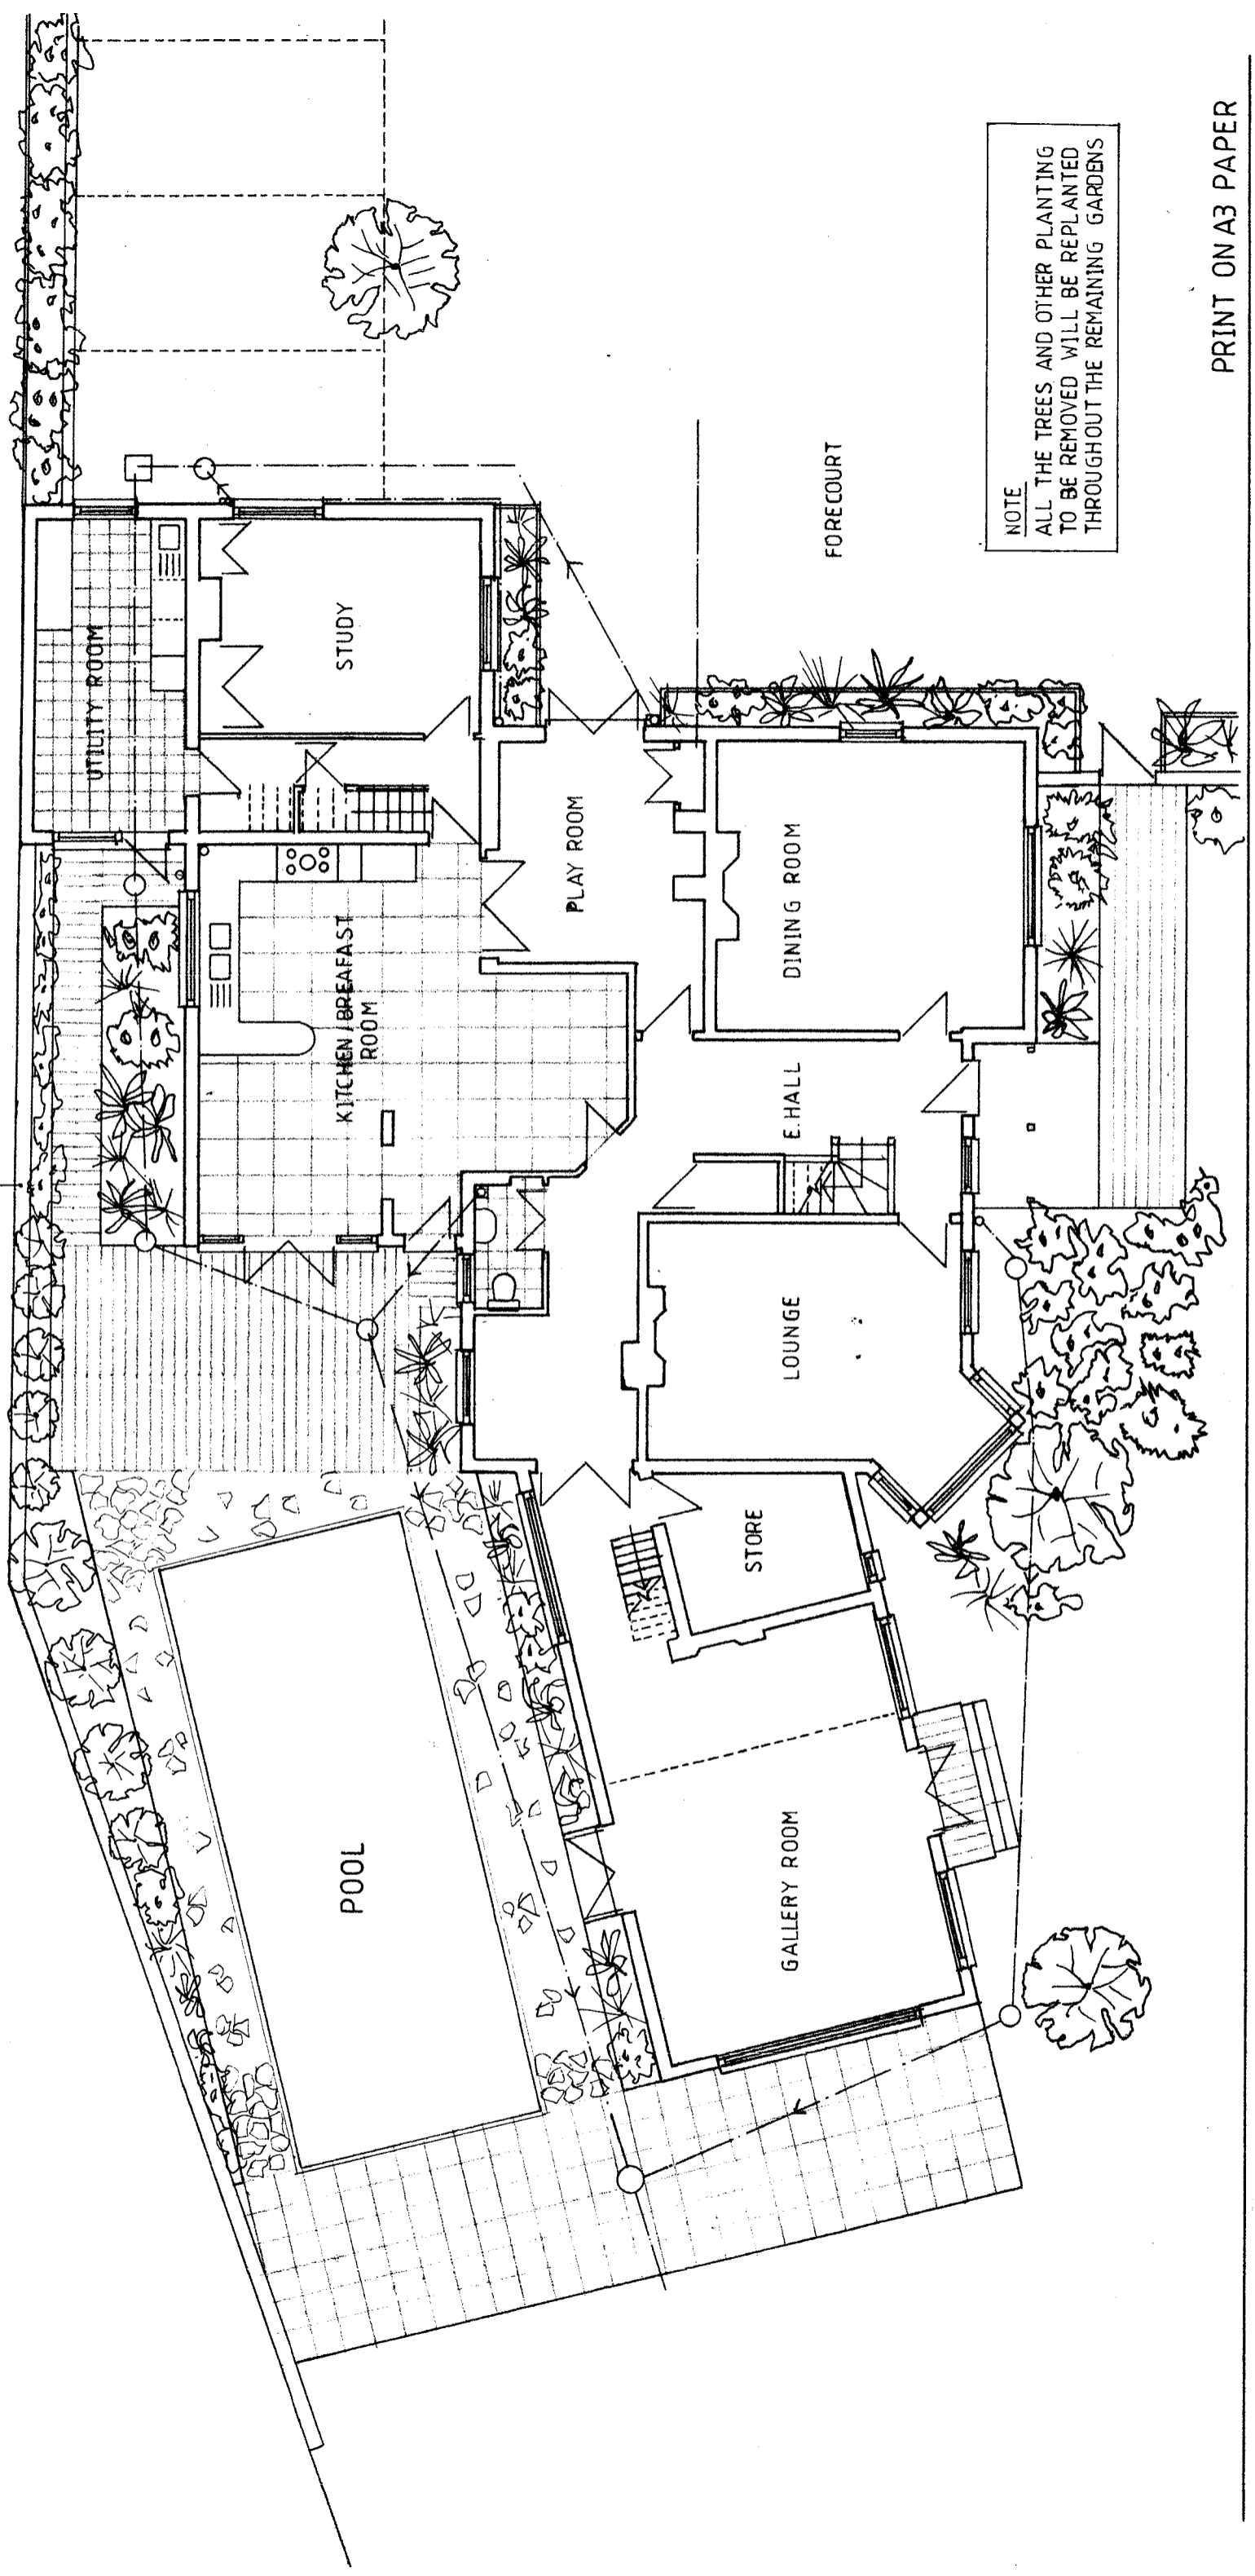 UTILITY ROOM
STUDY
KITCHEN/BREAFAST
ROOM
PLAY ROOM
DINING ROOM
E.HALL
LOUNGE
STORE
GALLERY ROOM
POOL
FORECOURT
NOTE
ALL THE TREES AND OTHER PLANTING
TO BE REMOVED WILL BE REPLANTED
THROUGHOUT THE REMAINING GARDENS
PRINT ON A3 PAPER